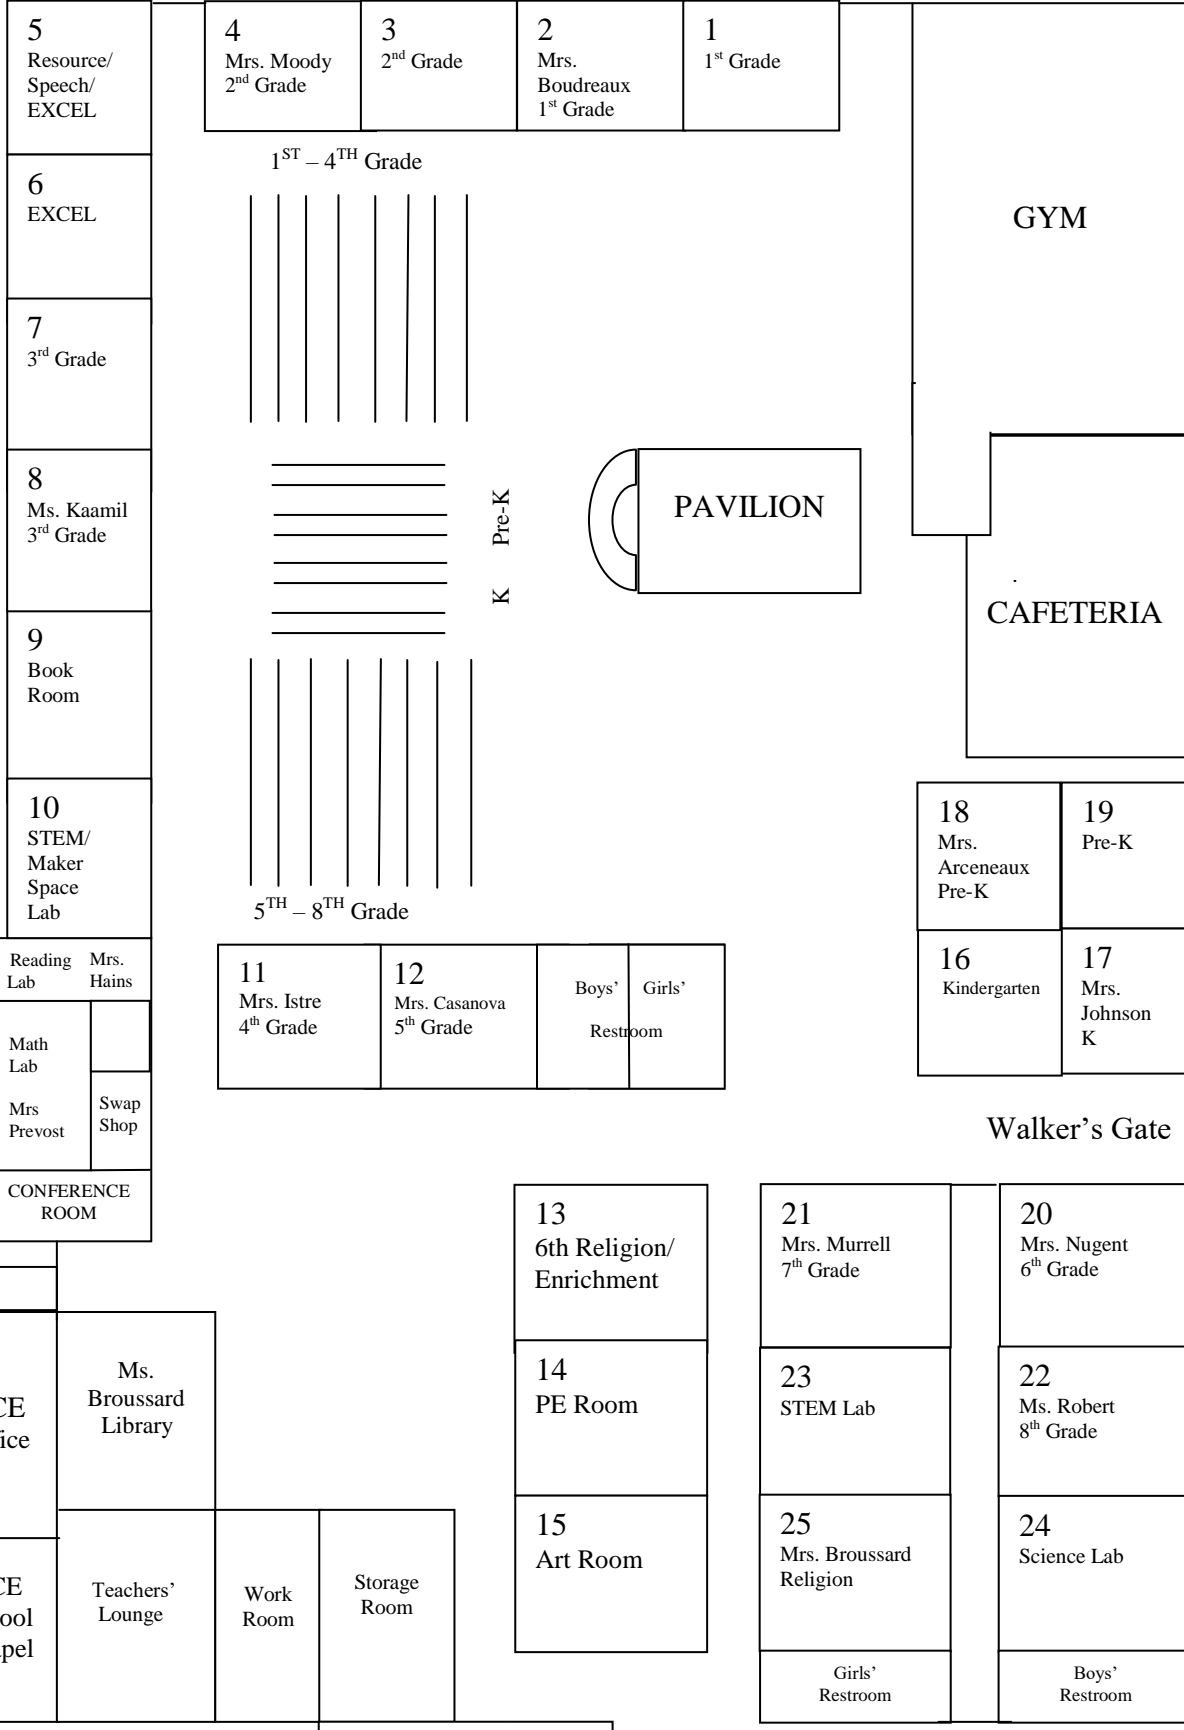 5
Resource/
Speech/
EXCEL
4
Mrs. Moody
2nd Grade
3
2nd Grade
2
Mrs.
Boudreaux
1st Grade
1
1st Grade
1ST – 4TH Grade
6
EXCEL
GYM
7
3rd Grade
8
Ms. Kaamil
3rd Grade
Pre-K
K
PAVILION
CAFETERIA
9
Book
Room
10
STEM/
Maker
Space
Lab
5TH – 8TH Grade
18
Mrs.
Arceneaux
Pre-K
19
Pre-K
Reading
Lab
Mrs.
Hains
11
Mrs. Istre
4th Grade
12
Mrs. Casanova
5th Grade
Boys’ Girls’
Restroom
16
Kindergarten
17
Mrs.
Johnson
K
Math
Lab
Mrs
Prevost
Swap
Shop
Walker’s Gate
CONFERENCE
ROOM
13
6th Religion/
Enrichment
21
Mrs. Murrell
7th Grade
20
Mrs. Nugent
6th Grade
CE
ice
Ms.
Broussard
Library
14
PE Room
23
STEM Lab
22
Ms. Robert
8th Grade
15
Art Room
25
Mrs. Broussard
Religion
24
Science Lab
CE
ool
pel
Teachers’
Lounge
Work
Room
Storage
Room
Girls’
Restroom
Boys’
Restroom